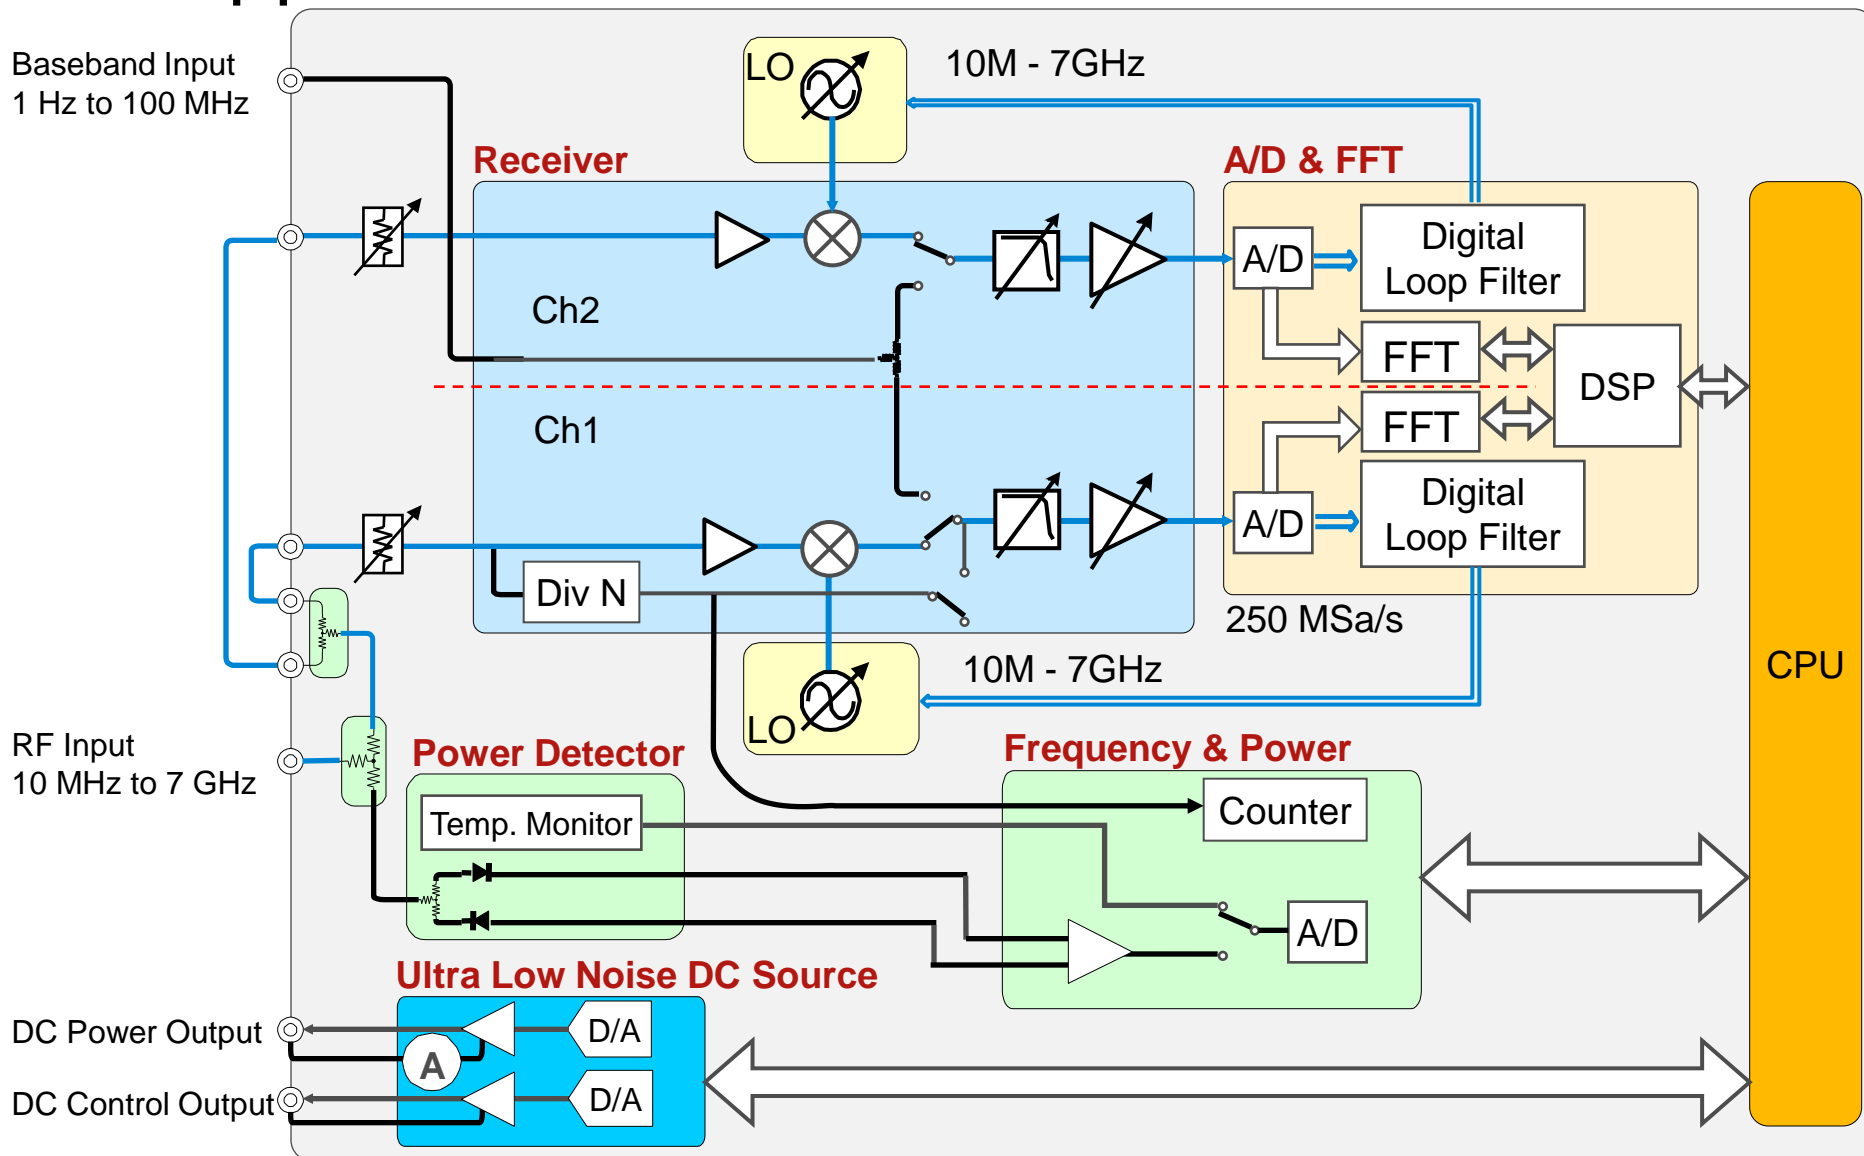 Baseband Input
1 Hz to 100 MHz
LO
10M - 7GHz
Receiver
A/D & FFT
Ch2
A/D
Digital
Loop Filter
FFT
DSP
Ch1
FFT
A/D
Digital
Loop Filter
Div N
250 MSa/s
LO
10M - 7GHz
CPU
RF Input
10 MHz to 7 GHz
Power Detector
Temp. Monitor
Frequency & Power
Counter
A/D
Ultra Low Noise DC Source
DC Power Output
D/A
A
DC Control Output
D/A